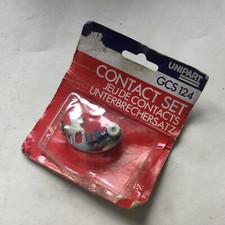 UNIPART
GCS 124
CONTACT SET
JEU DE CONTACTS
UNTERBRECHERSATZ